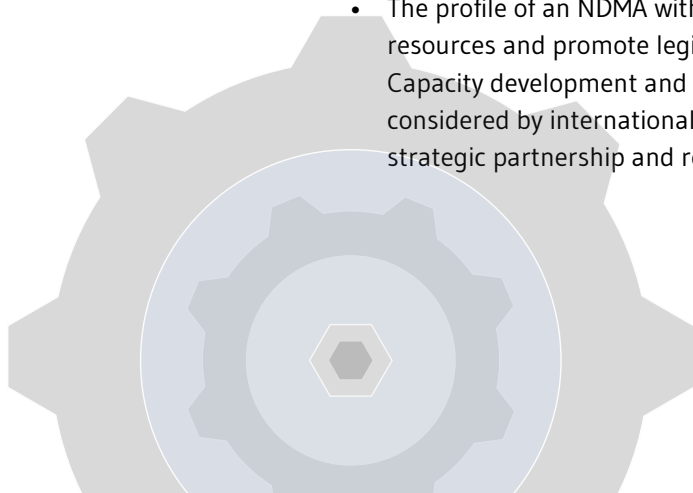 • The profile of an NDMA with
resources and promote legi
Capacity development and
considered by international
strategic partnership and re